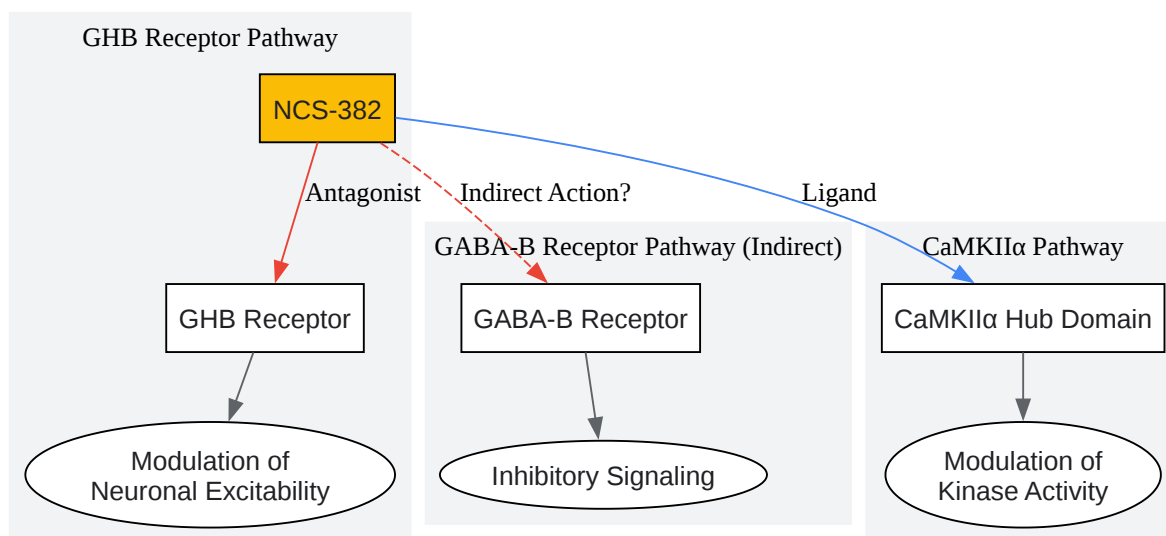 GHB Receptor Pathway
NCS-382
Antagonist
Indirect Action?
Ligand
GABA-B Receptor Pathway (Indirect)
CaMKIIα Pathway
GHB Receptor
GABA-B Receptor
CaMKIIα Hub Domain
Modulation of
Neuronal Excitability
Inhibitory Signaling
Modulation of
Kinase Activity